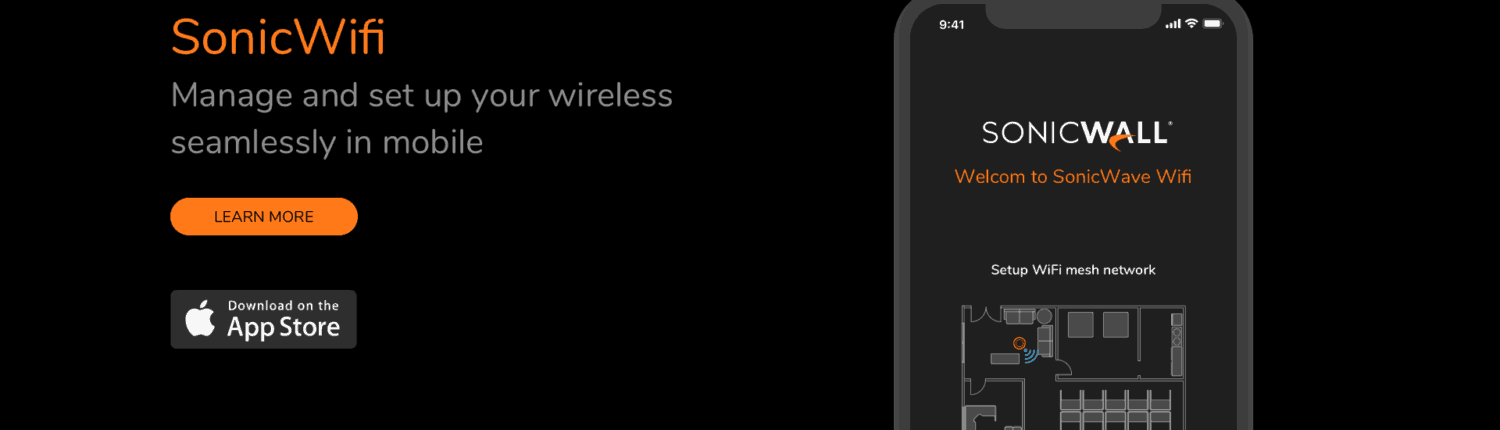 SonicWifi
Manage and set up your wireless
seamlessly in mobile
LEARN MORE
Download on the
App Store
9:41
SONICWALL®
Welcom to SonicWave Wifi
Setup WiFi mesh network